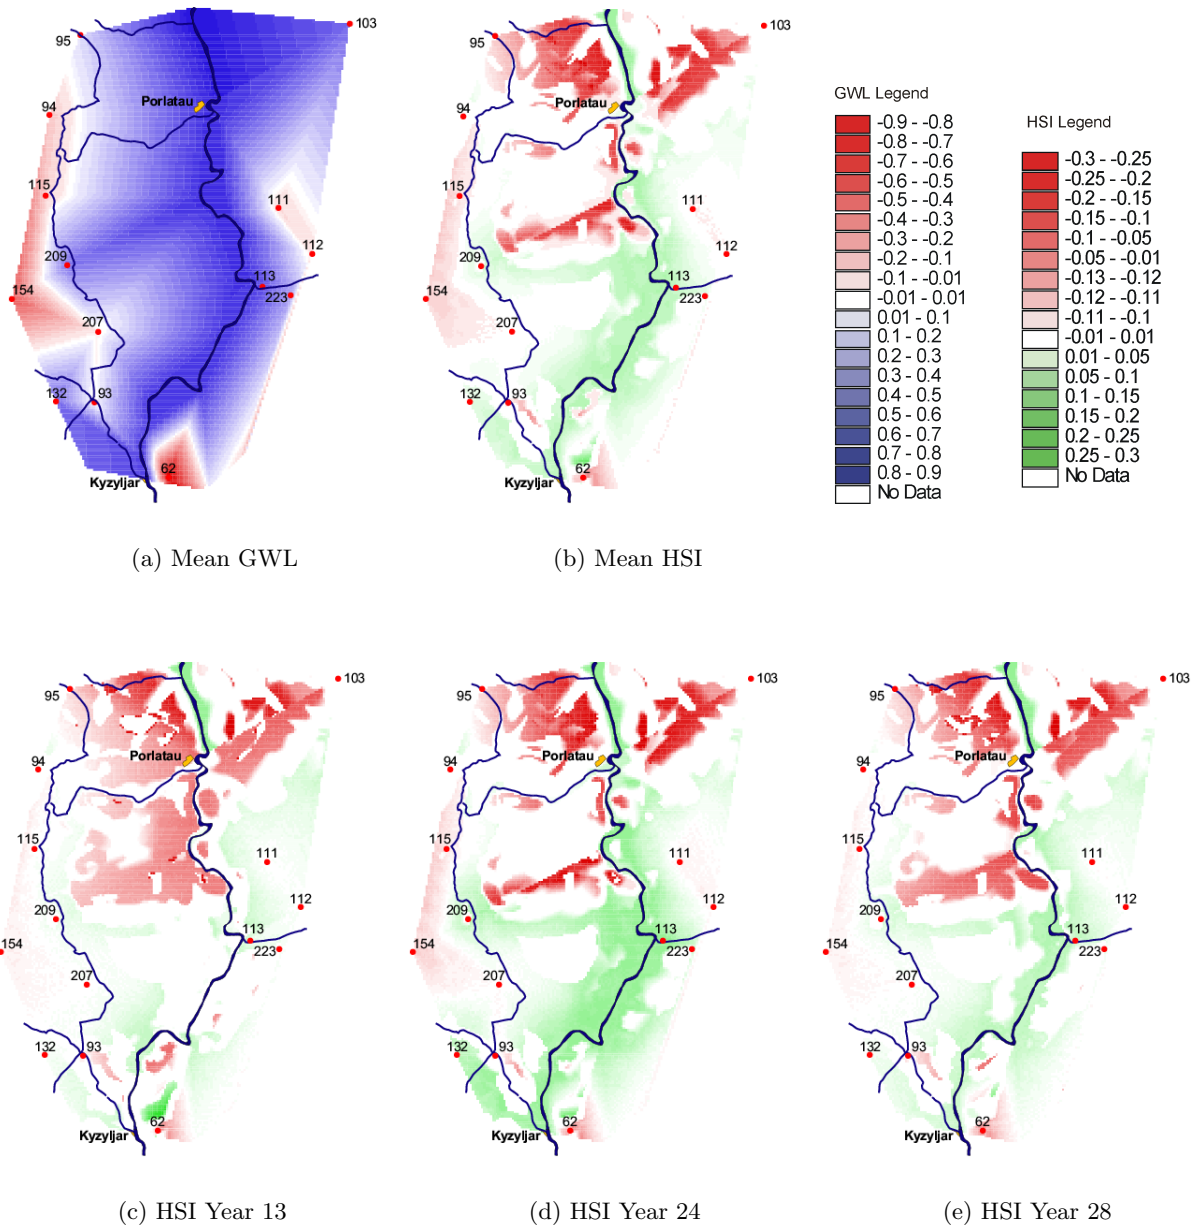 103
95
Porlatau
94
115
111
112
209
113
154
223
207
132
93
62
Kyzyljar
(a) Mean GWL
103
95
Porlatau
94
115
111
112
209
113
154
223
207
132
93
62
Kyzyljar
(b) Mean HSI
GWL Legend
-0.9 - -0.8
-0.8 - -0.7
-0.7 - -0.6
-0.6 - -0.5
-0.5 - -0.4
-0.4 - -0.3
-0.3 - -0.2
-0.2 - -0.1
-0.1 - -0.01
-0.01 - 0.01
0.01 - 0.1
0.1 - 0.2
0.2 - 0.3
0.3 - 0.4
0.4 - 0.5
0.5 - 0.6
0.6 - 0.7
0.7 - 0.8
0.8 - 0.9
No Data
HSI Legend
-0.3 - -0.25
-0.25 - -0.2
-0.2 - -0.15
-0.15 - -0.1
-0.1 - -0.05
-0.05 - -0.01
-0.13 - -0.12
-0.12 - -0.11
-0.11 - -0.1
-0.01 - 0.01
0.01 - 0.05
0.05 - 0.1
0.1 - 0.15
0.15 - 0.2
0.2 - 0.25
0.25 - 0.3
No Data
103
95
Porlatau
94
115
111
112
209
113
154
223
207
132
93
62
Kyzyljar
(c) HSI Year 13
103
95
Porlatau
94
115
111
112
209
113
154
223
207
132
93
62
Kyzyljar
(d) HSI Year 24
103
95
Porlatau
94
115
111
112
209
113
154
223
207
132
93
62
Kyzyljar
(e) HSI Year 28